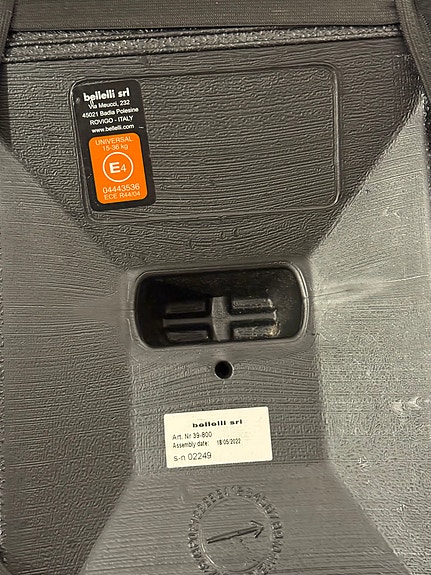 bellelli srl
Via Meucci, 232
45021 Badia Polesine
ROVIGO - ITALY
www.bellelli.com
UNIVERSAL
15-36 kg
E4
04443536
ECE R44/04
bellelli srl
Art. Nr 39-800
Assembly date: 18/05/2022
s-n 02249